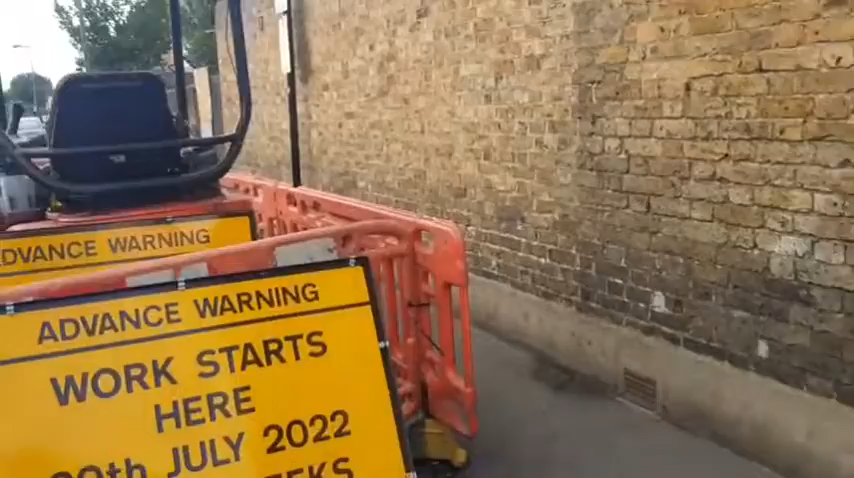 ADVANCE WARNING
ADVANCE WARNING
WORK STARTS
HERE
JULY 2022